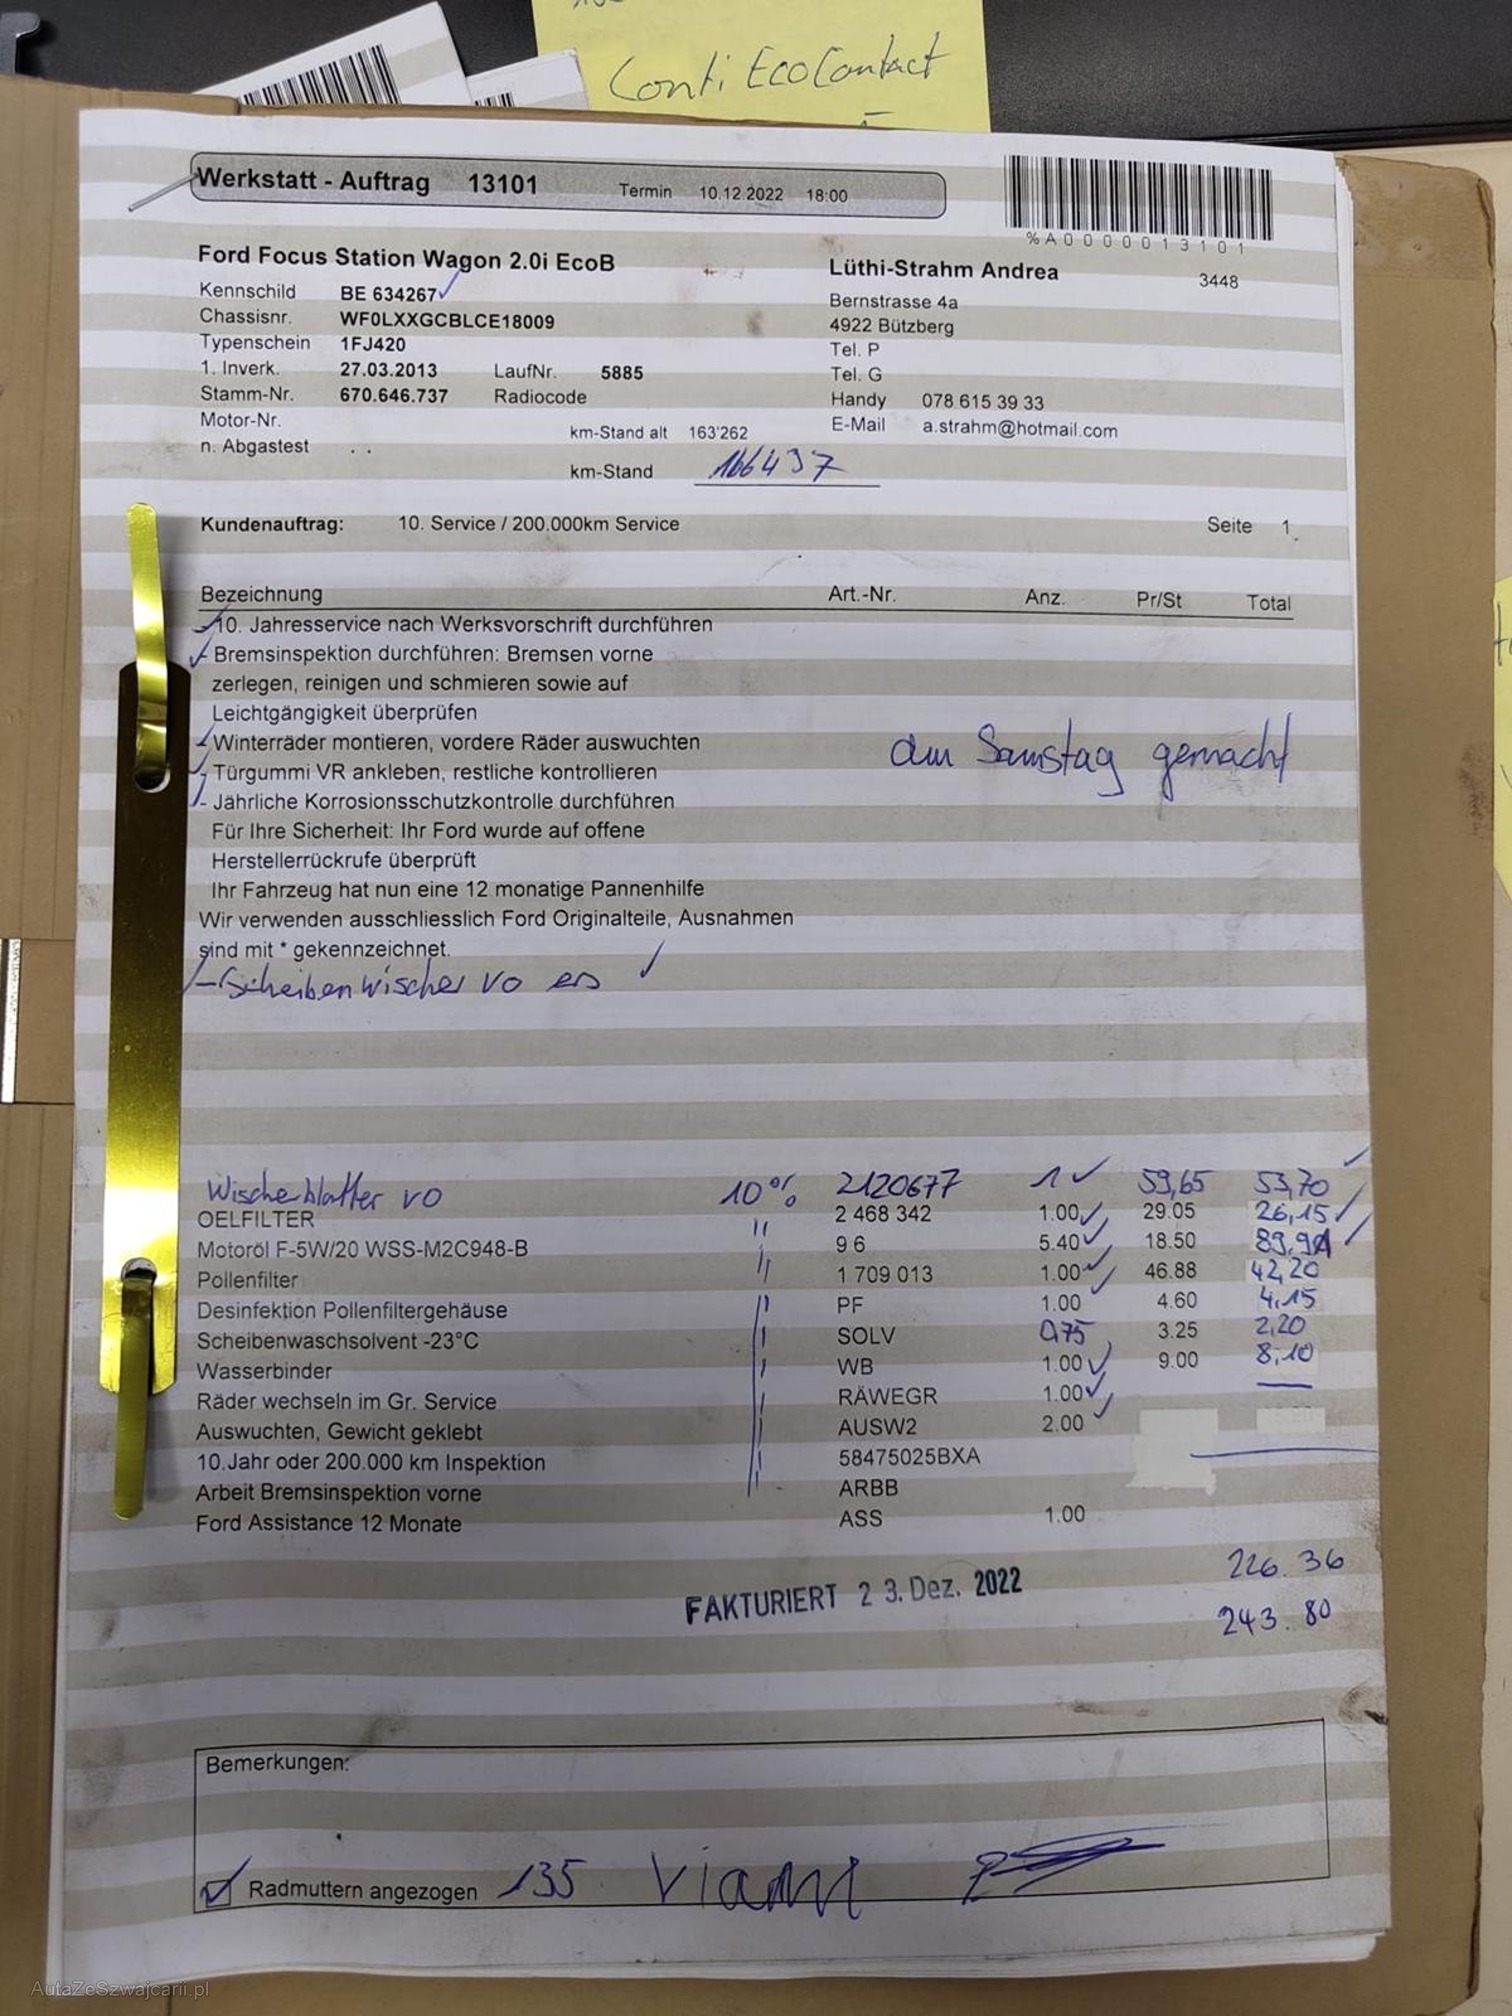 Conti EcoContact
Werkstatt - Auftrag 13101 Termin 10.12.2022 18:00
%A0000013101
Ford Focus Station Wagon 2.0i EcoB
Lüthi-Strahm Andrea 3448
Kennschild BE 634267
Bernstrasse 4a
Chassisnr. WF0LXXGCBLCE18009
4922 Bützberg
Typenschein 1FJ420
Tel. P
1. Inverk. 27.03.2013 LaufNr. 5885
Tel. G
Stamm-Nr. 670.646.737 Radiocode
Handy 078 615 39 33
Motor-Nr.
km-Stand alt 163'262
E-Mail a.strahm@hotmail.com
n. Abgastest . .
km-Stand 166437
Kundenauftrag: 10. Service / 200.000km Service Seite 1
Bezeichnung Art.-Nr. Anz. Pr/St Total
-10. Jahresservice nach Werksvorschrift durchführen
- Bremsinspektion durchführen: Bremsen vorne
zerlegen, reinigen und schmieren sowie auf
Leichtgängigkeit überprüfen
-Winterräder montieren, vordere Räder auswuchten am Samstag gemacht
- Türgummi VR ankleben, restliche kontrollieren
- Jährliche Korrosionsschutzkontrolle durchführen
Für Ihre Sicherheit: Ihr Ford wurde auf offene
Herstellerrückrufe überprüft
Ihr Fahrzeug hat nun eine 12 monatige Pannenhilfe
Wir verwenden ausschliesslich Ford Originalteile, Ausnahmen
sind mit * gekennzeichnet.
- Scheibenwischer vo ers ✓
Wischerblätter vo 10% 2120677 1 ✓ 59,65 53,70
OELFILTER " 2 468 342 1.00 29.05 26,15
Motoröl F-5W/20 WSS-M2C948-B 9 6 5.40 18.50 89,91
Pollenfilter 1 709 013 1.00 46.88 42,20
Desinfektion Pollenfiltergehäuse PF 1.00 4.60 4,15
Scheibenwaschsolvent -23°C SOLV 0,75 3.25 2,20
Wasserbinder WB 1.00 9.00 8,10
Räder wechseln im Gr. Service RÄWEGR 1.00
Auswuchten, Gewicht geklebt AUSW2 2.00
10.Jahr oder 200.000 km Inspektion 58475025BXA
Arbeit Bremsinspektion vorne ARBB
Ford Assistance 12 Monate ASS 1.00
226.36
FAKTURIERT 2 3. Dez. 2022
243.80
Bemerkungen:
Radmuttern angezogen 135
AutaZeSzwajcarii.pl